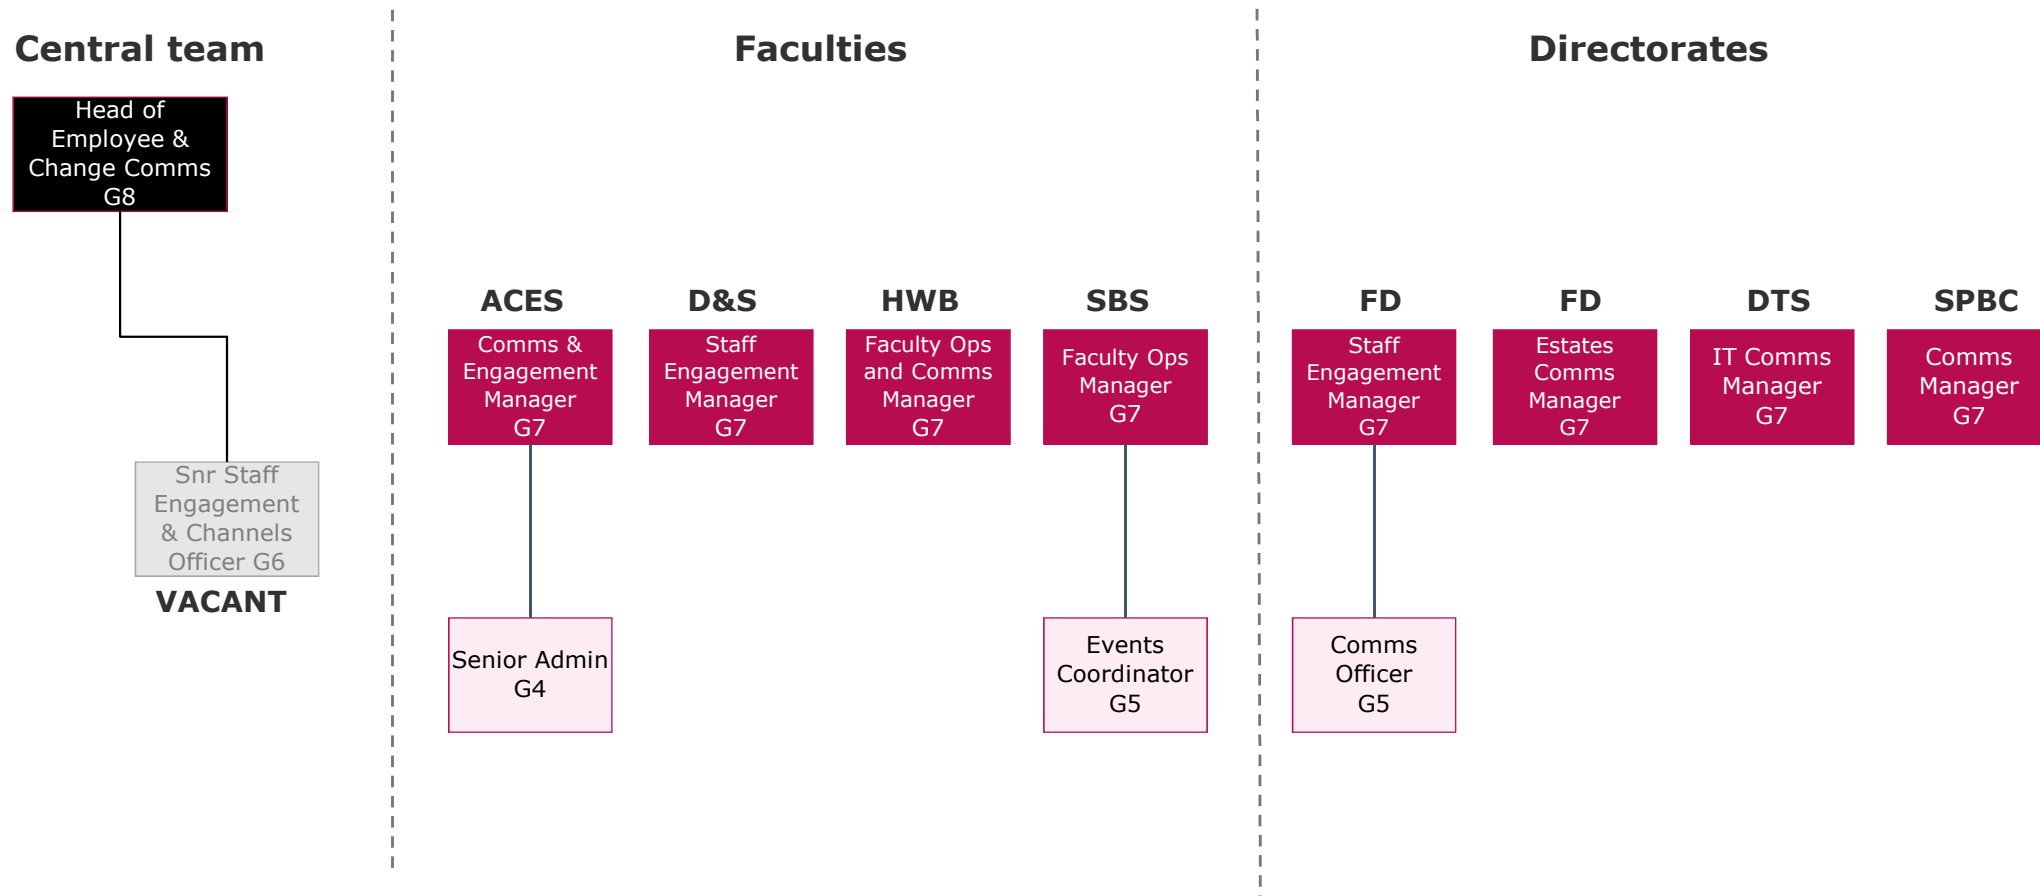 Central team
Head of
Employee &
Change Comms
G8
Snr Staff
Engagement
& Channels
Officer G6
VACANT
Faculties
ACES
Comms &
Engagement
Manager
G7
Senior Admin
G4
D&S
Staff
Engagement
Manager
G7
HWB
Faculty Ops
and Comms
Manager
G7
SBS
Faculty Ops
Manager
G7
Events
Coordinator
G5
Directorates
FD
Staff
Engagement
Manager
G7
Comms
Officer
G5
FD
Estates
Comms
Manager
G7
DTS
IT Comms
Manager
G7
SPBC
Comms
Manager
G7